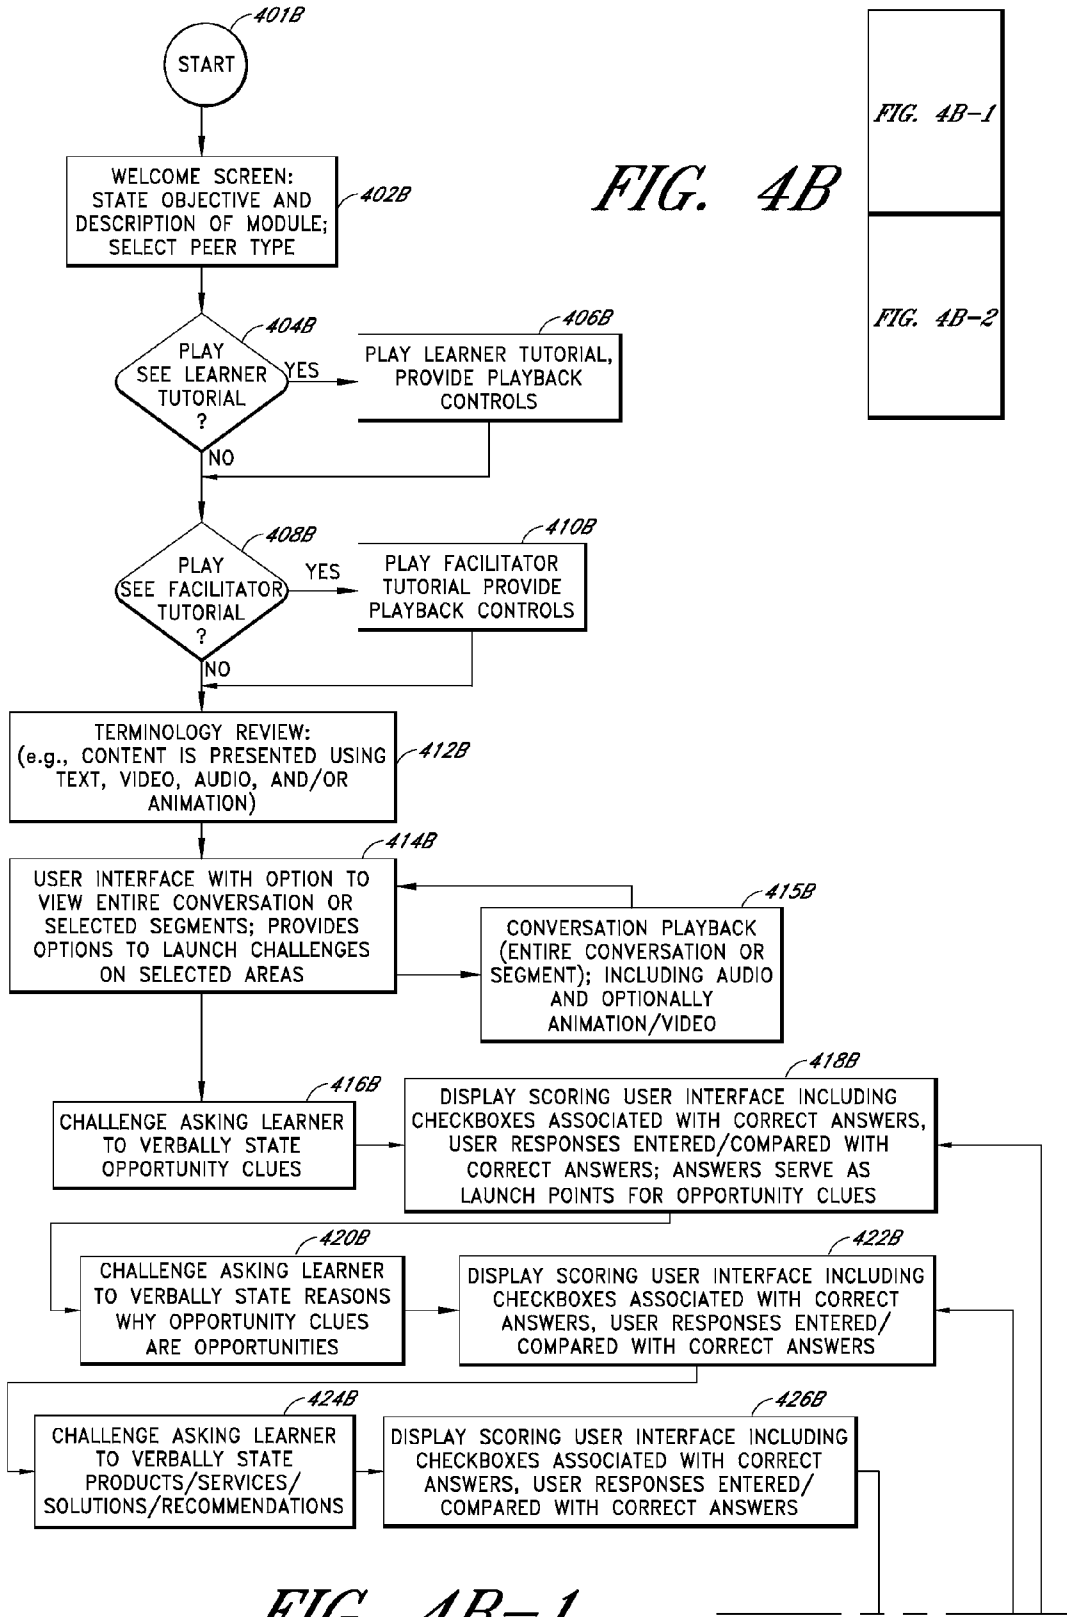 401B
START
FIG. 4B
FIG. 4B-1
FIG. 4B-2
WELCOME SCREEN:
STATE OBJECTIVE AND
DESCRIPTION OF MODULE;
SELECT PEER TYPE
402B
404B
PLAY
SEE LEARNER
TUTORIAL
?
YES
NO
406B
PLAY LEARNER TUTORIAL,
PROVIDE PLAYBACK
CONTROLS
408B
PLAY
SEE FACILITATOR
TUTORIAL
?
YES
NO
410B
PLAY FACILITATOR
TUTORIAL PROVIDE
PLAYBACK CONTROLS
TERMINOLOGY REVIEW:
(e.g., CONTENT IS PRESENTED USING
TEXT, VIDEO, AUDIO, AND/OR
ANIMATION)
412B
414B
USER INTERFACE WITH OPTION TO
VIEW ENTIRE CONVERSATION OR
SELECTED SEGMENTS; PROVIDES
OPTIONS TO LAUNCH CHALLENGES
ON SELECTED AREAS
415B
CONVERSATION PLAYBACK
(ENTIRE CONVERSATION OR
SEGMENT); INCLUDING AUDIO
AND OPTIONALLY
ANIMATION/VIDEO
416B
CHALLENGE ASKING LEARNER
TO VERBALLY STATE
OPPORTUNITY CLUES
418B
DISPLAY SCORING USER INTERFACE INCLUDING
CHECKBOXES ASSOCIATED WITH CORRECT ANSWERS,
USER RESPONSES ENTERED/COMPARED WITH
CORRECT ANSWERS; ANSWERS SERVE AS
LAUNCH POINTS FOR OPPORTUNITY CLUES
420B
CHALLENGE ASKING LEARNER
TO VERBALLY STATE REASONS
WHY OPPORTUNITY CLUES
ARE OPPORTUNITIES
422B
DISPLAY SCORING USER INTERFACE INCLUDING
CHECKBOXES ASSOCIATED WITH CORRECT
ANSWERS, USER RESPONSES ENTERED/
COMPARED WITH CORRECT ANSWERS
424B
CHALLENGE ASKING LEARNER
TO VERBALLY STATE
PRODUCTS/SERVICES/
SOLUTIONS/RECOMMENDATIONS
426B
DISPLAY SCORING USER INTERFACE INCLUDING
CHECKBOXES ASSOCIATED WITH CORRECT
ANSWERS, USER RESPONSES ENTERED/
COMPARED WITH CORRECT ANSWERS
FIG. 4B-1